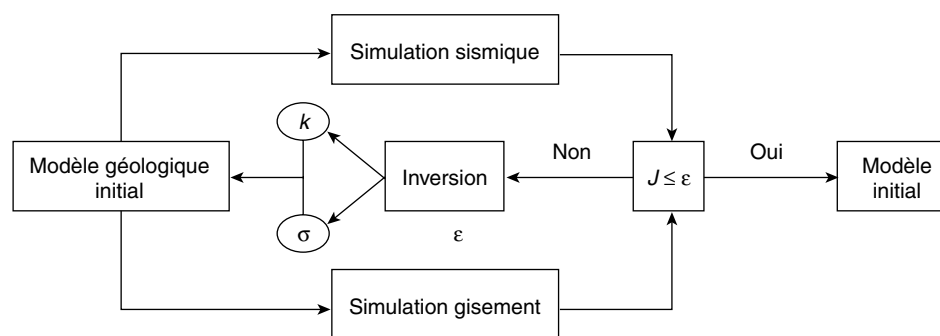 Simulation sismique
k
Modèle géologique
initial
Inversion
Non
J ≤ ε
Oui
Modèle
initial
σ
ε
Simulation gisement